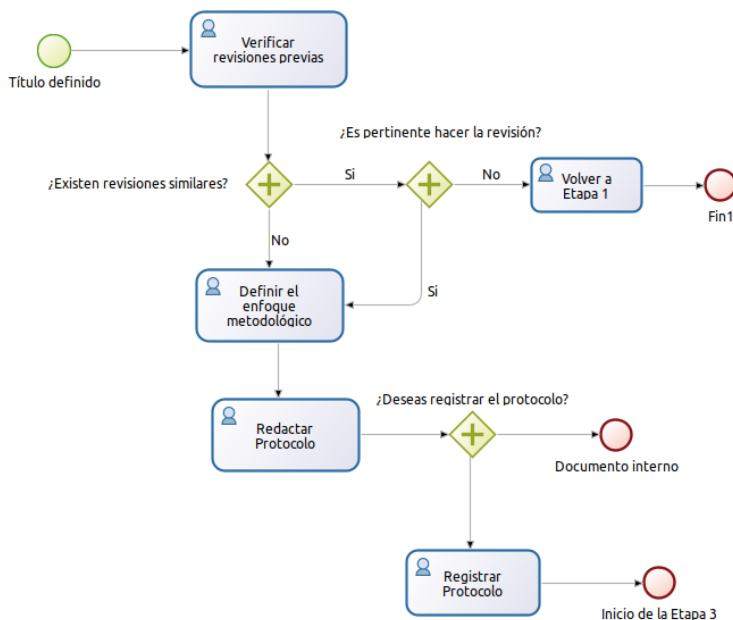 Verificar
revisiones previas
Título definido
¿Es pertinente hacer la revisión?
¿Existen revisiones similares?
Si
No
Volver a
Etapa 1
Fin1
No
Si
Definir el
enfoque
metodológico
¿Deseas registrar el protocolo?
Redactar
Protocolo
Documento interno
Registrar
Protocolo
Inicio de la Etapa 3